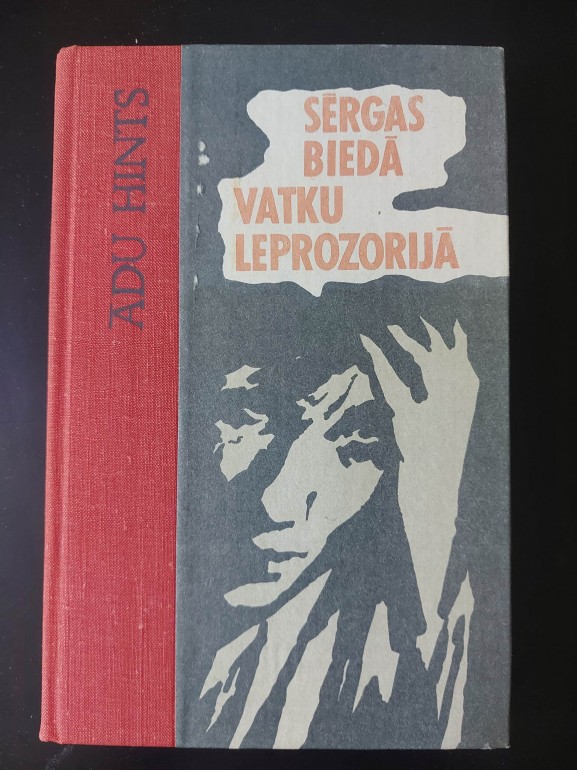 ĀDU HINTS
SĒRGAS
BIEDĀ
VATKU
LEPROZORIJĀ